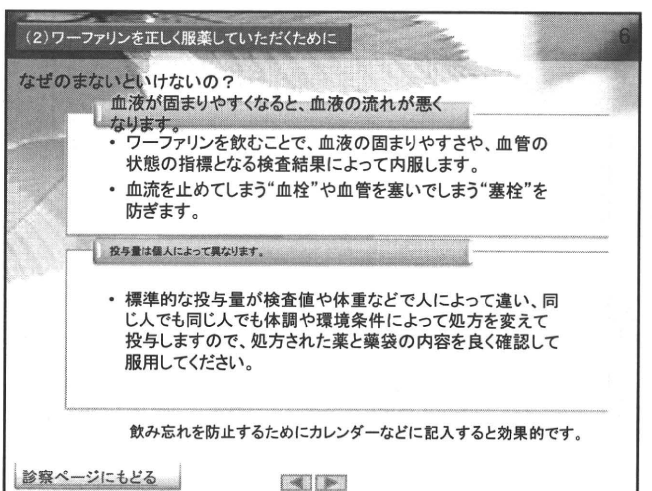 (2)ワーファリンを正しく服薬していただくために
6
なぜのまないといけないの？
血液が固まりやすくなると、血液の流れが悪く
なります。
• ワーファリンを飲むことで、血液の固まりやすさや、血管の
状態の指標となる検査結果によって内服します。
• 血流を止めてしまう“血栓”や血管を塞いでしまう“塞栓”を
防ぎます。
投与量は個人によって異なります。
• 標準的な投与量が検査値や体重などで人によって違い、同
じ人でも同じ人でも体調や環境条件によって処方を変えて
投与しますので、処方された薬と薬袋の内容を良く確認して
服用してください。
飲み忘れを防止するためにカレンダーなどに記入すると効果的です。
診察ページにもどる